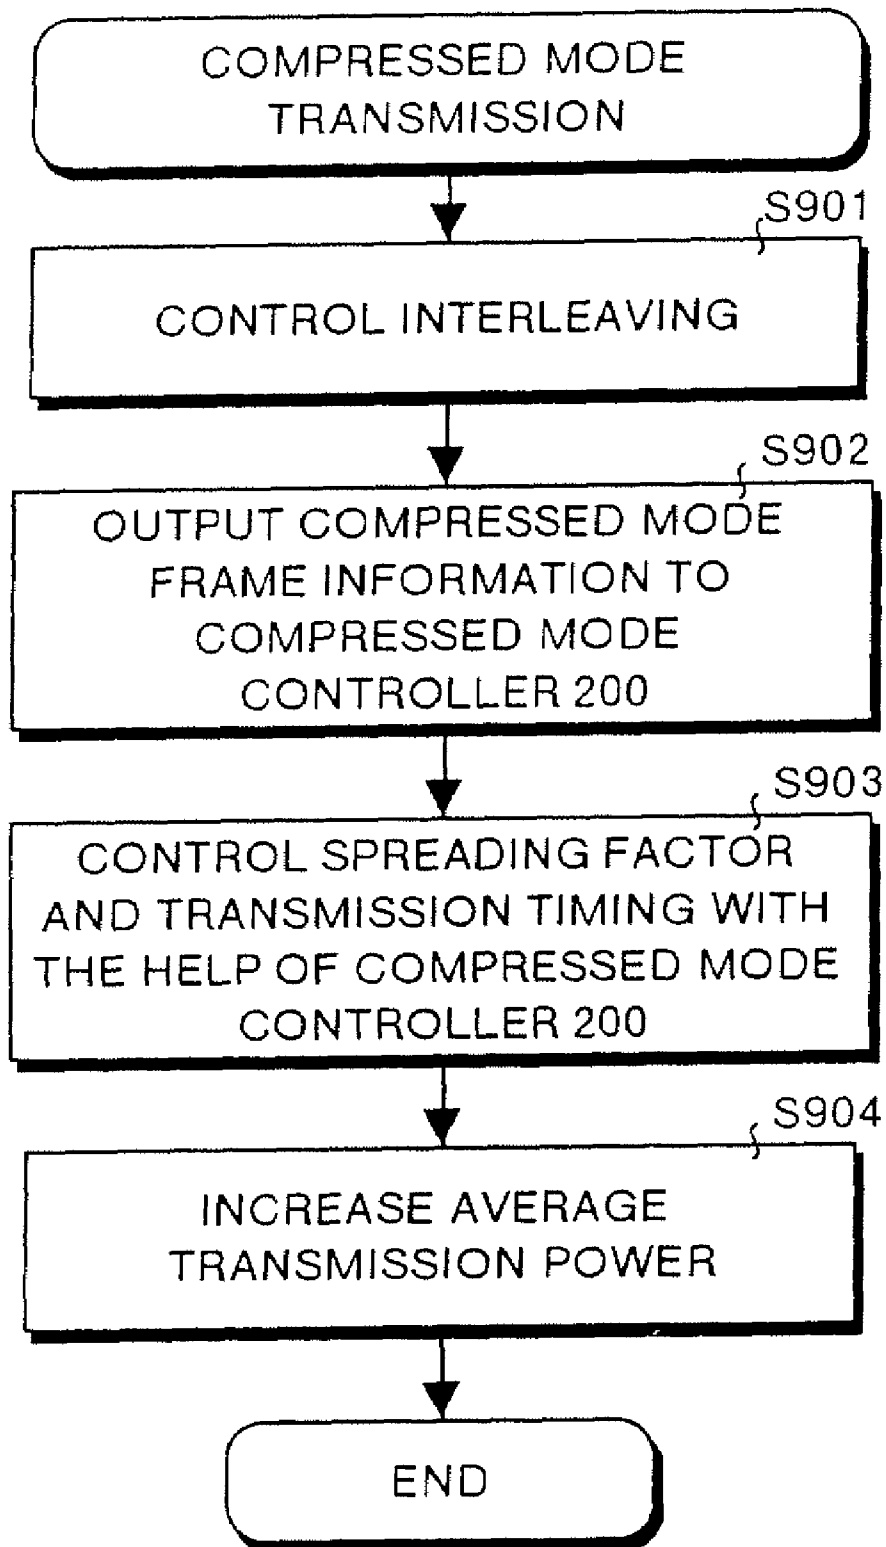 COMPRESSED MODE
TRANSMISSION
S901
CONTROL INTERLEAVING
S902
OUTPUT COMPRESSED MODE
FRAME INFORMATION TO
COMPRESSED MODE
CONTROLLER 200
S903
CONTROL SPREADING FACTOR
AND TRANSMISSION TIMING WITH
THE HELP OF COMPRESSED MODE
CONTROLLER 200
S904
INCREASE AVERAGE
TRANSMISSION POWER
END